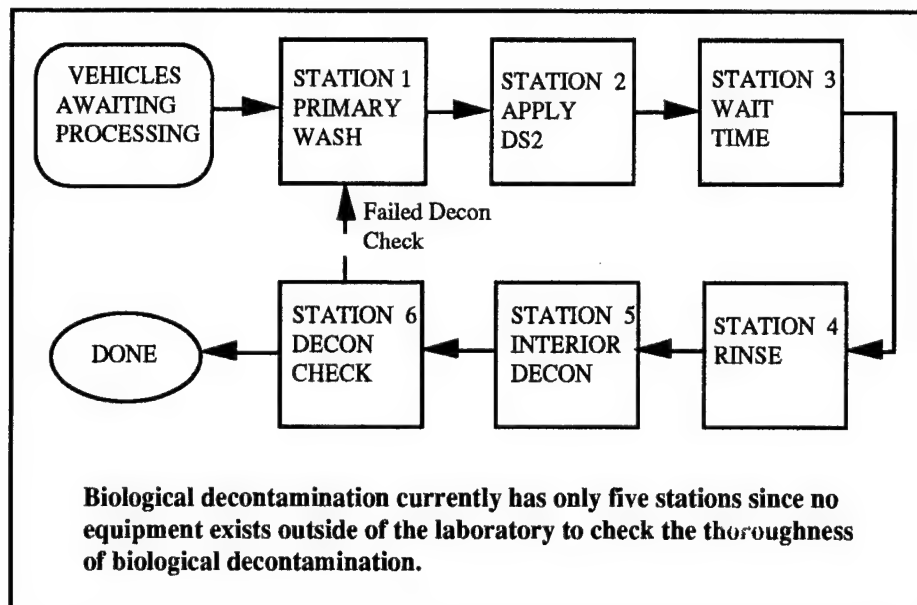 VEHICLES
AWAITING
PROCESSING
STATION 1
PRIMARY
WASH
STATION 2
APPLY
DS2
STATION 3
WAIT
TIME
Failed Decon
Check
STATION 4
RINSE
STATION 5
INTERIOR
DECON
STATION 6
DECON
CHECK
DONE
Biological decontamination currently has only five stations since no
equipment exists outside of the laboratory to check the thoroughness
of biological decontamination.